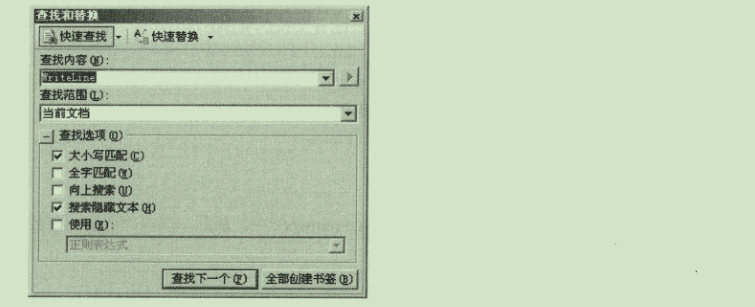 查找和替换
快速查找 快速替换
查找内容(N):
WriteLine
查找范围(L):
当前文档
查找选项(O)
大小写匹配(C)
全字匹配(W)
向上搜索(U)
搜索隐藏文本(H)
使用(E):
正则表达式
查找下一个(F) 全部创建书签(B)